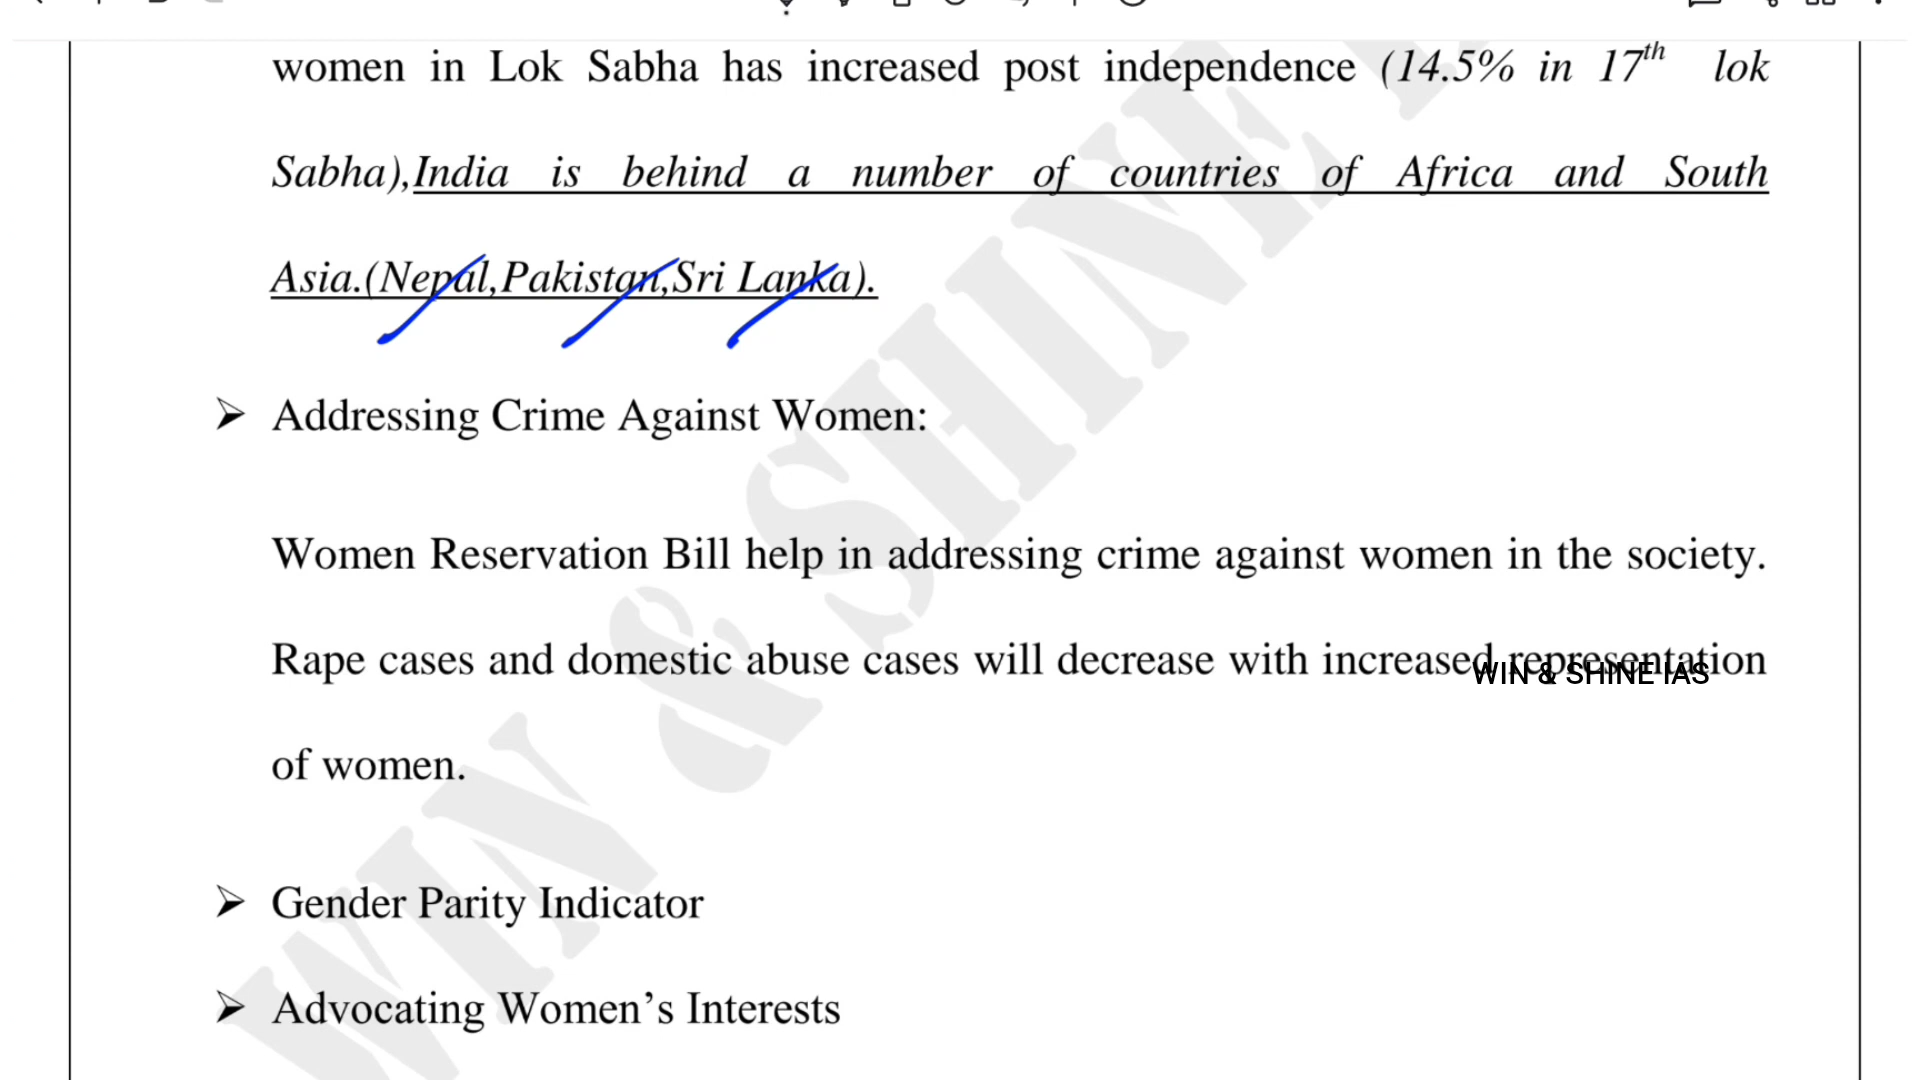 women in Lok Sabha has increased post independence (14.5% in 17th lok
Sabha),India is behind a number of countries of Africa and South
Asia.(Nepal,Pakistan,Sri Lanka).
➢ Addressing Crime Against Women:
Women Reservation Bill help in addressing crime against women in the society.
Rape cases and domestic abuse cases will decrease with increased representation
WIN & SHINE IAS
of women.
➢ Gender Parity Indicator
➢ Advocating Women’s Interests
WIN & SHINE